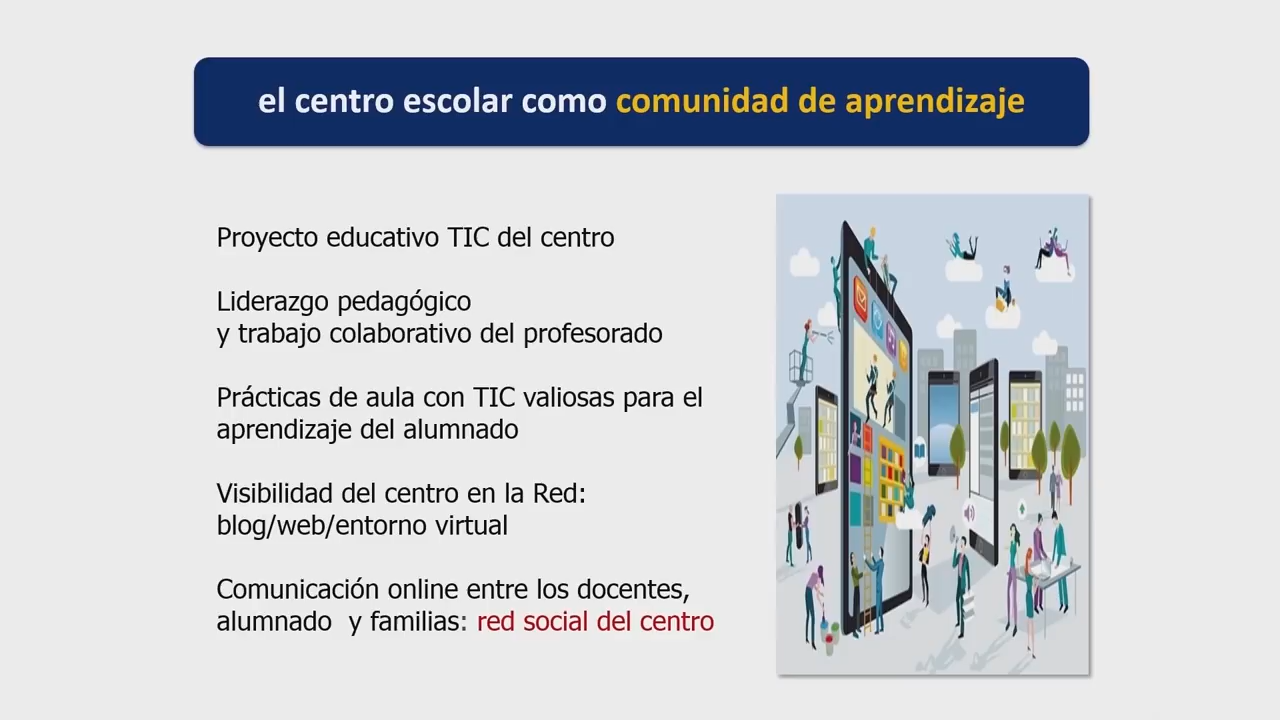 el centro escolar como comunidad de aprendizaje
Proyecto educativo TIC del centro
Liderazgo pedagógico
y trabajo colaborativo del profesorado
Prácticas de aula con TIC valiosas para el
aprendizaje del alumnado
Visibilidad del centro en la Red:
blog/web/entorno virtual
Comunicación online entre los docentes,
alumnado  y familias: red social del centro